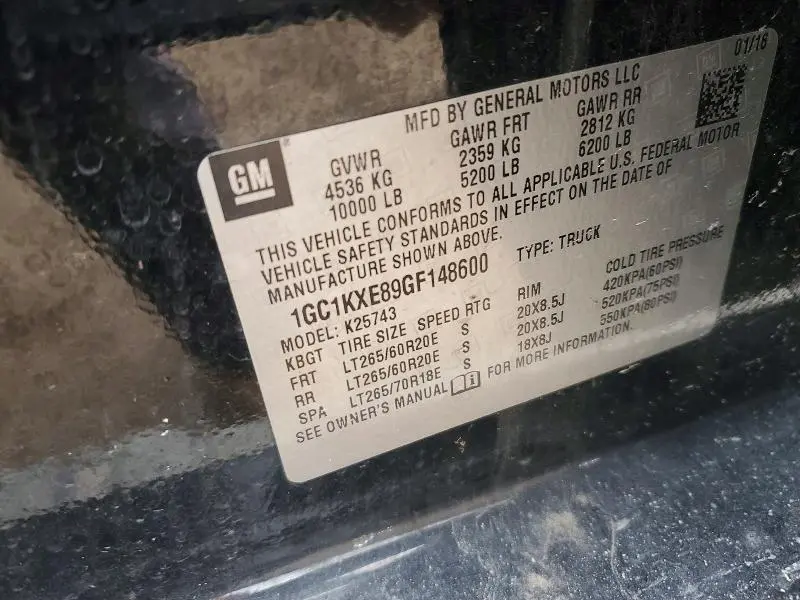 01/16
GM
MFD BY GENERAL MOTORS LLC
GVWR GAWR FRT GAWR RR
4536 KG 2359 KG 2812 KG
10000 LB 5200 LB 6200 LB
THIS VEHICLE CONFORMS TO ALL APPLICABLE U.S. FEDERAL MOTOR
VEHICLE SAFETY STANDARDS IN EFFECT ON THE DATE OF
MANUFACTURE SHOWN ABOVE.
1GC1KXE89GF148600 TYPE: TRUCK
MODEL: K25743
KBGT TIRE SIZE SPEED RTG RIM COLD TIRE PRESSURE
FRT LT265/60R20E S 20X8.5J 420KPA(60PSI)
RR LT265/60R20E S 20X8.5J 520KPA(75PSI)
SPA LT265/70R18E S 18X8J 550KPA(80PSI)
SEE OWNER'S MANUAL FOR MORE INFORMATION.